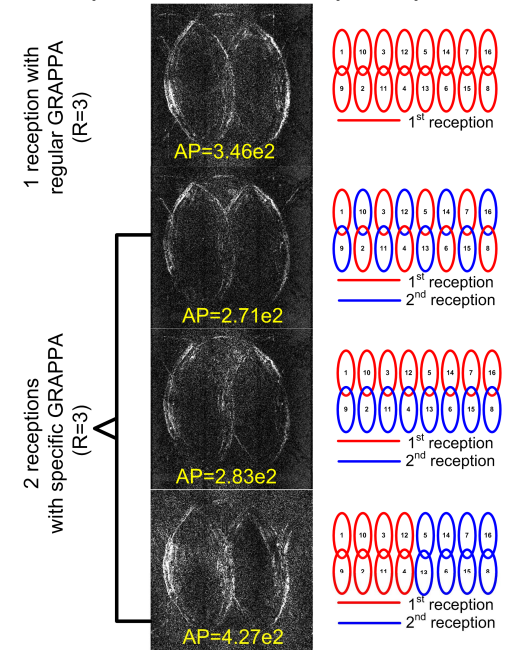 1 reception with
regular GRAPPA
(R=3)
AP=3.46e2
1 10 3 12 5 14 7 16
9 2 11 4 13 6 15 8
1st reception
2 receptions
with specific GRAPPA
(R=3)
AP=2.71e2
1 10 3 12 5 14 7 16
9 2 11 4 13 6 15 8
1st reception
2nd reception
AP=2.83e2
1 10 3 12 5 14 7 16
9 2 11 4 13 6 15 8
1st reception
2nd reception
AP=4.27e2
1 10 3 12 5 14 7 16
9 2 11 4 13 6 15 8
1st reception
2nd reception